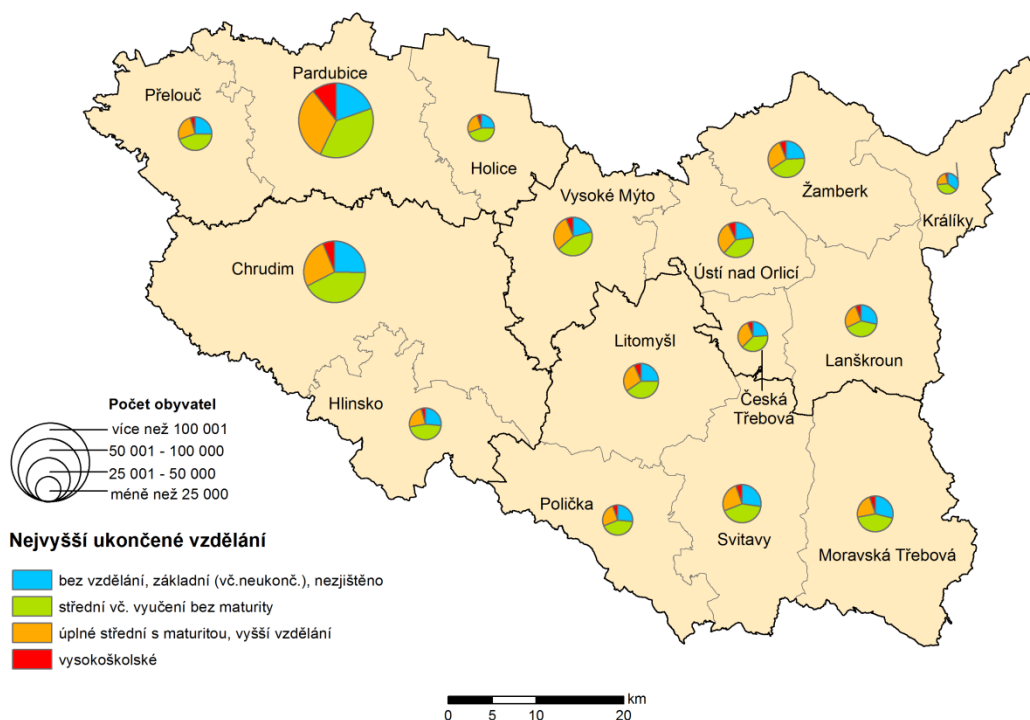 Pardubice
Přelouč
Holice
Vysoké Mýto
Žamberk
Králíky
Ústí nad Orlicí
Chrudim
Litomyšl
Lanškroun
Česká
Třebová
Hlinsko
Polička
Svitavy
Moravská Třebová
Počet obyvatel
více než 100 001
50 001 - 100 000
25 001 - 50 000
méně než 25 000
Nejvyšší ukončené vzdělání
bez vzdělání, základní (vč.neukonč.), nezjištěno
střední vč. vyučení bez maturity
úplné střední s maturitou, vyšší vzdělání
vysokoškolské
km
0 5 10 20